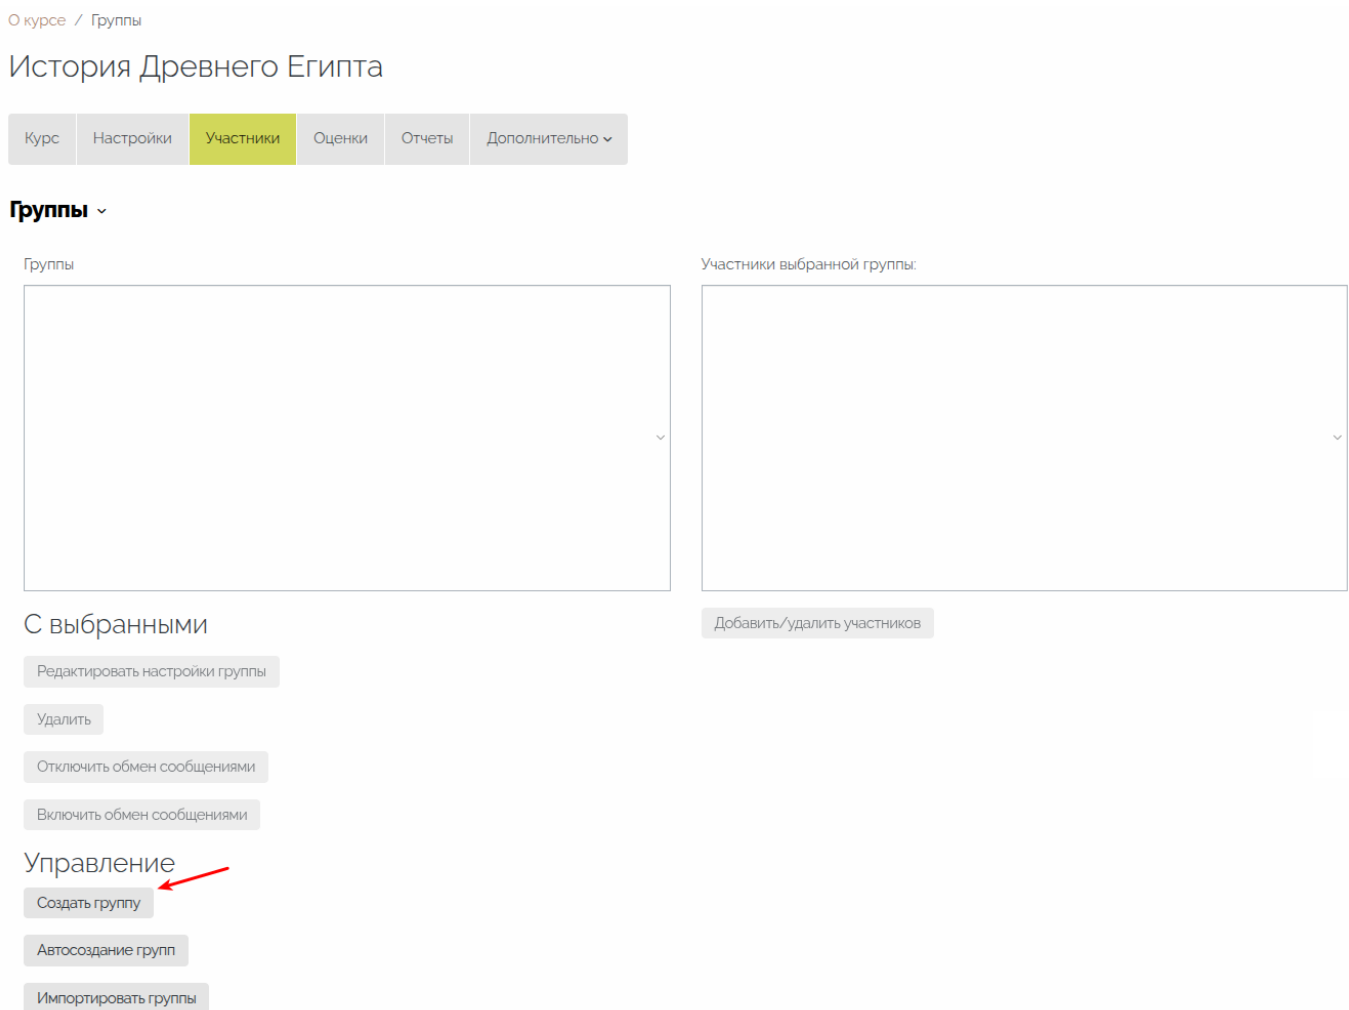 О курсе / Группы
История Древнего Египта
Курс Настройки Участники Оценки Отчеты Дополнительно
Группы
Группы
Участники выбранной группы:
С выбранными
Добавить/удалить участников
Редактировать настройки группы
Удалить
Отключить обмен сообщениями
Включить обмен сообщениями
Управление
Создать группу
Автосоздание групп
Импортировать группы